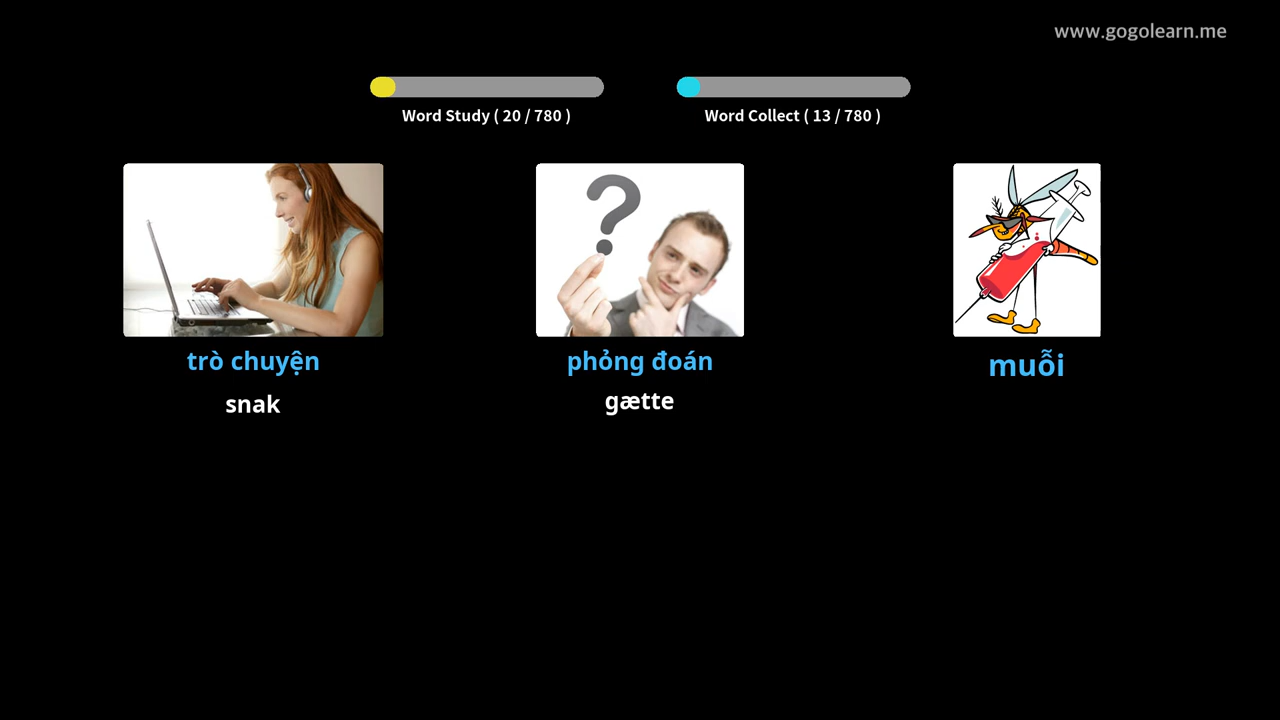 www.gogolearn.me
Word Study ( 20 / 780 )
Word Collect ( 13 / 780 )
trò chuyện
snak
phỏng đoán
gætte
muỗi